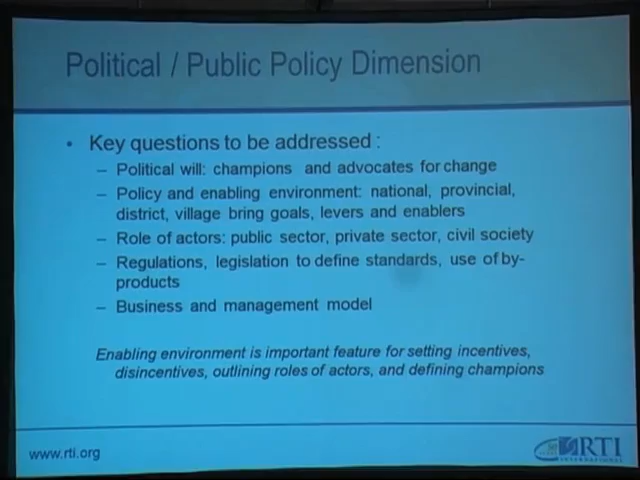 Political / Public Policy Dimension
• Key questions to be addressed :
– Political will: champions and advocates for change
– Policy and enabling environment: national, provincial,
district, village bring goals, levers and enablers
– Role of actors: public sector, private sector, civil society
– Regulations, legislation to define standards, use of by-
products
– Business and management model
Enabling environment is important feature for setting incentives,
disincentives, outlining roles of actors, and defining champions
www.rti.org
RTI
INTERNATIONAL